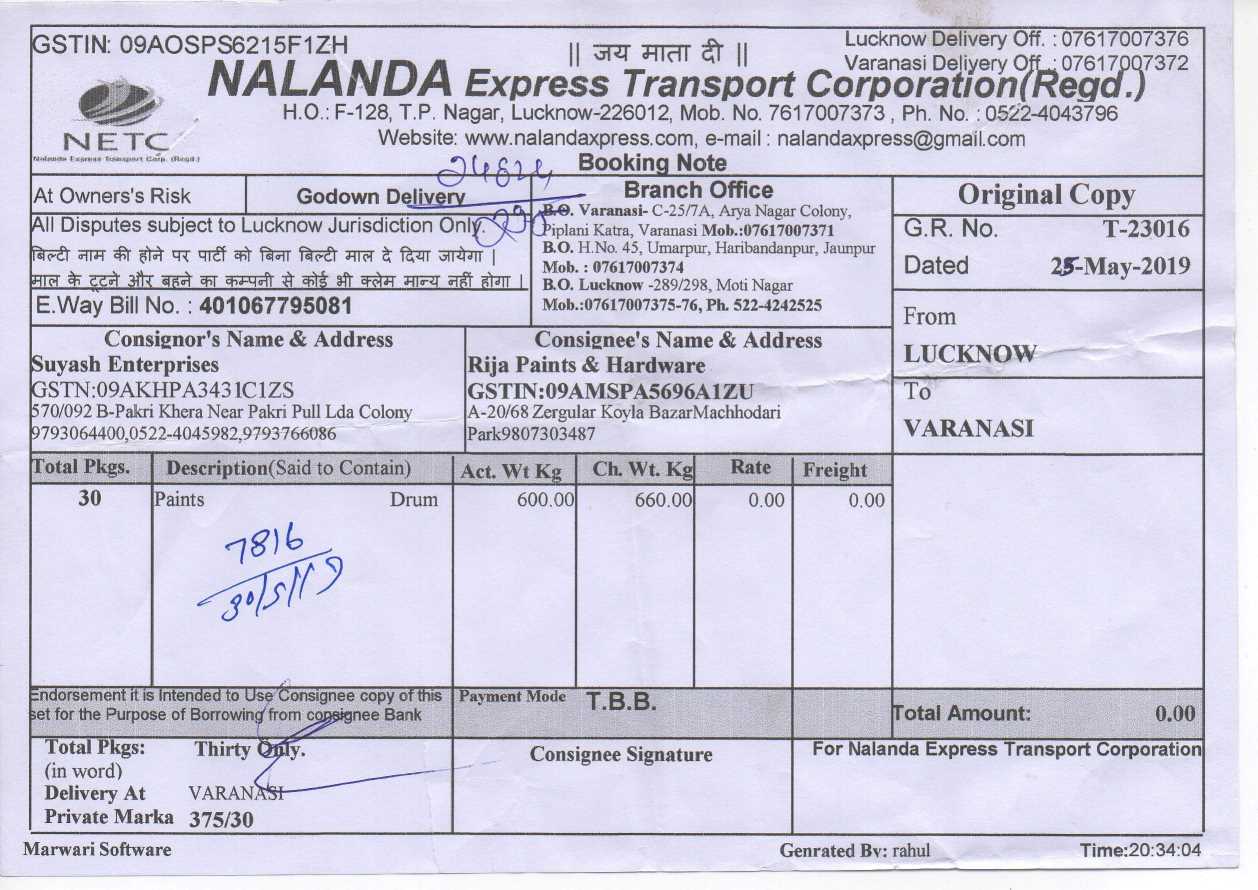 GSTIN: 09AOSPS6215F1ZH
|| जय माता दी ||
Lucknow Delivery Off. : 07617007376
Varanasi Delivery Off. : 07617007372
NALANDA Express Transport Corporation(Regd.)
H.O.: F-128, T.P. Nagar, Lucknow-226012, Mob. No. 7617007373 , Ph. No. : 0522-4043796
Website: www.nalandaxpress.com, e-mail : nalandaxpress@gmail.com
NETC
Nalanda Express Transport Corp. (Regd.)
Booking Note
24824
At Owners's Risk
Godown Delivery
All Disputes subject to Lucknow Jurisdiction Only.
बिल्टी नाम की होने पर पार्टी को बिना बिल्टी माल दे दिया जायेगा |
माल के टूटने और बहने का कम्पनी से कोई भी क्लेम मान्य नहीं होगा |
E.Way Bill No. : 401067795081
Branch Office
B.O. Varanasi- C-25/7A, Arya Nagar Colony,
Piplani Katra, Varanasi Mob.:07617007371
B.O. H.No. 45, Umarpur, Haribandanpur, Jaunpur
Mob. : 07617007374
B.O. Lucknow -289/298, Moti Nagar
Mob.:07617007375-76, Ph. 522-4242525
Original Copy
G.R. No. T-23016
Dated 25-May-2019
From
LUCKNOW
To
VARANASI
Consignor's Name & Address
Suyash Enterprises
GSTN:09AKHPA3431C1ZS
570/092 B-Pakri Khera Near Pakri Pull Lda Colony
9793064400,0522-4045982,9793766086
Consignee's Name & Address
Rija Paints & Hardware
GSTIN:09AMSPA5696A1ZU
A-20/68 Zergular Koyla BazarMachhodari
Park9807303487
Total Pkgs. Description(Said to Contain) Act. Wt Kg Ch. Wt. Kg Rate Freight
30 Paints Drum 600.00 660.00 0.00 0.00
7816
30/5/19
Endorsement it is Intended to Use Consignee copy of this
set for the Purpose of Borrowing from consignee Bank
Payment Mode T.B.B.
Total Amount: 0.00
Total Pkgs: Thirty Only.
(in word)
Delivery At VARANASI
Private Marka 375/30
Consignee Signature
For Nalanda Express Transport Corporation
Marwari Software
Genrated By: rahul
Time:20:34:04